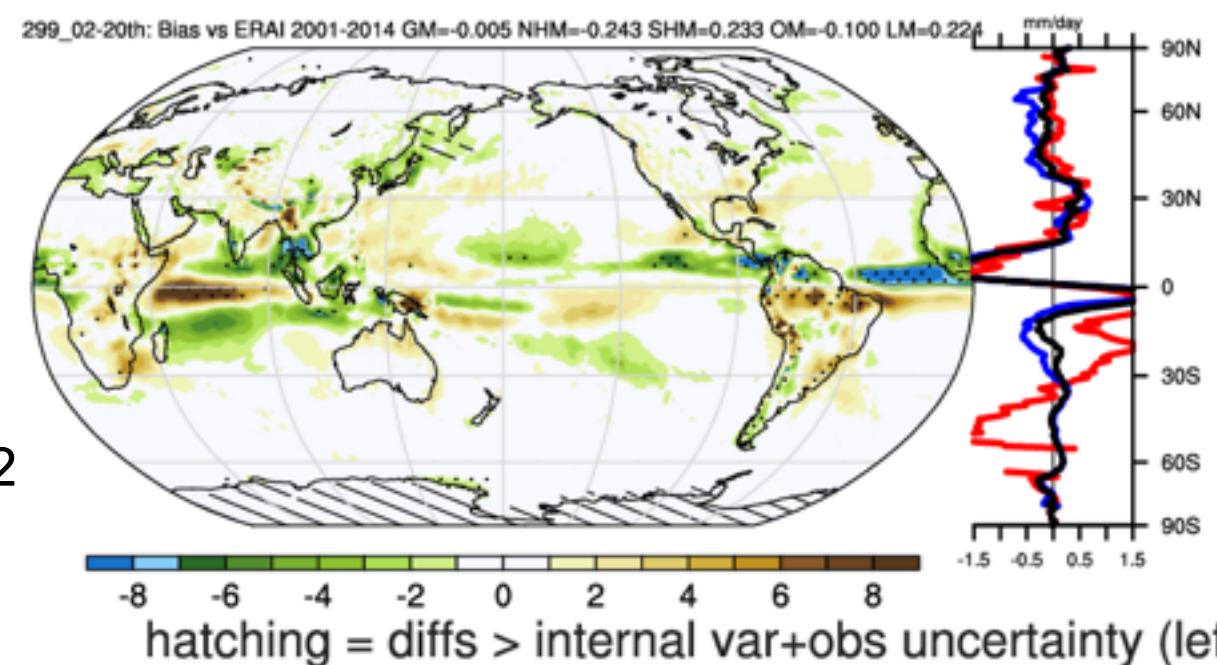 299_02-20th: Bias vs ERAI 2001-2014 GM=-0.005 NHM=-0.243 SHM=0.233 OM=-0.100 LM=0.224
mm/day
90N
60N
30N
0
30S
60S
90S
-1.5 -0.5 0.5 1.5
2
-8 -6 -4 -2 0 2 4 6 8
hatching = diffs > internal var+obs uncertainty (lef